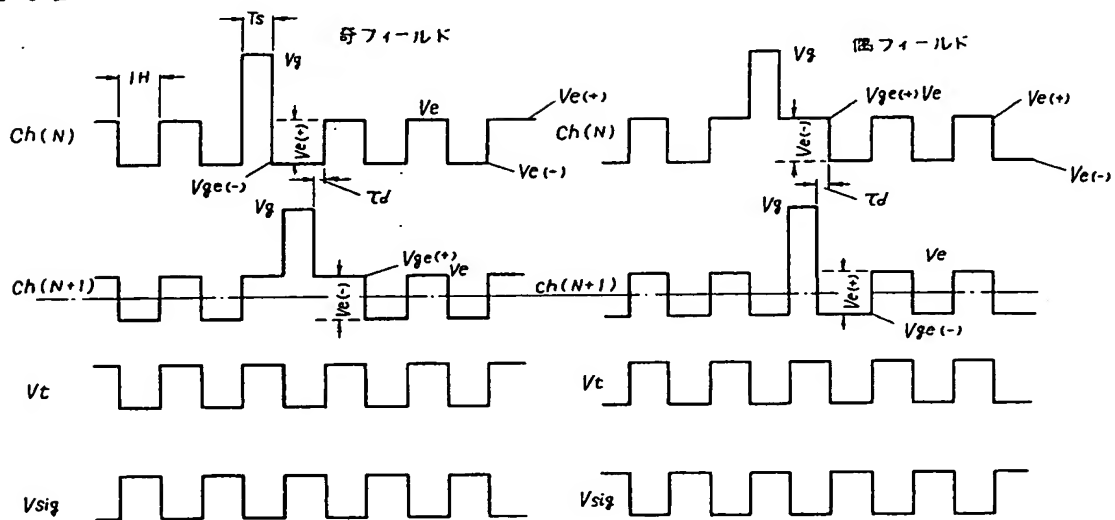 Ts
奇フィールド
1H
Vg
Ve
Ve(+)
Ch(N)
Ve(+)
Vge(-)
Ve(-)
τd
Vg
Vge(+)
Ve
Ch(N+1)
Ve(-)
Vt
Vsig
偶フィールド
Vg
Vge(+) Ve
Ve(+)
Ch(N)
Ve(-)
Ve(-)
τd
Vg
Ve
Ch(N+1)
Ve(+)
Vge(-)
Vt
Vsig